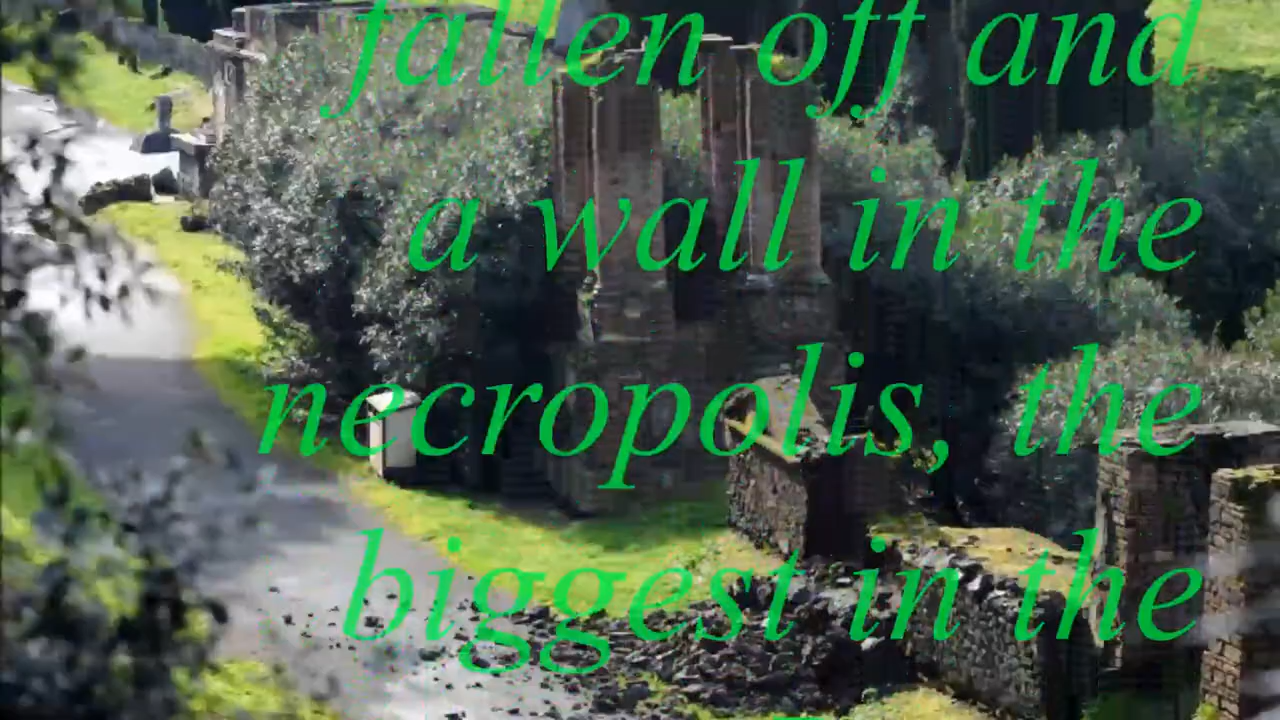 fallen off and
a wall in the
necropolis, the
biggest in the